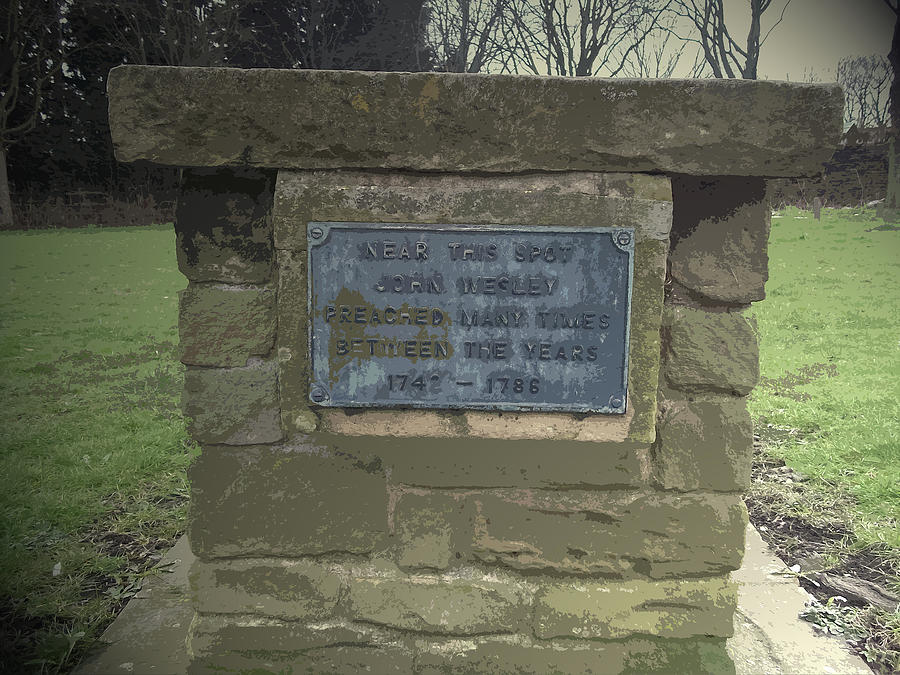 NEAR THIS SPOT
JOHN WESLEY
PREACHED MANY TIMES
BETWEEN THE YEARS
1742 — 1786